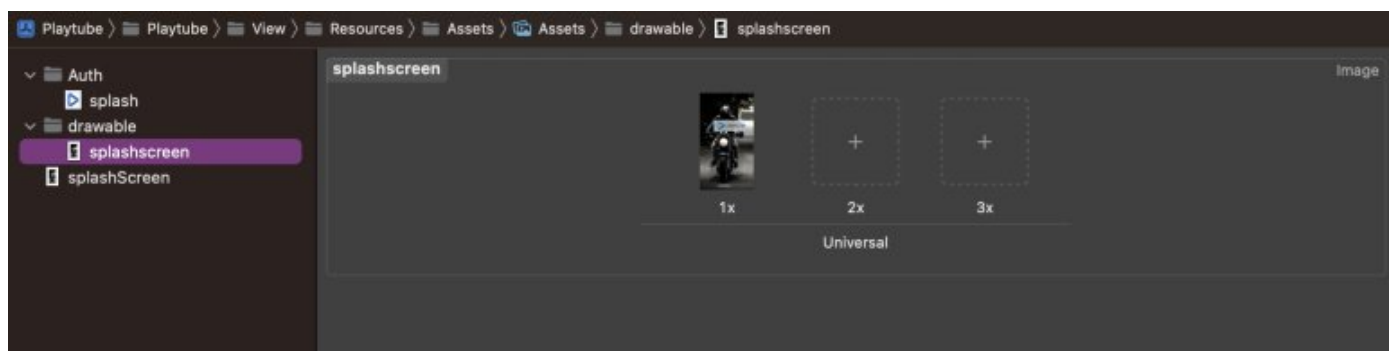 Playtube 〉 Playtube 〉 View 〉 Resources 〉 Assets 〉 Assets 〉 drawable 〉 splashscreen
Auth
splash
drawable
splashscreen
splashScreen
splashscreen
Image
1x
2x
3x
Universal